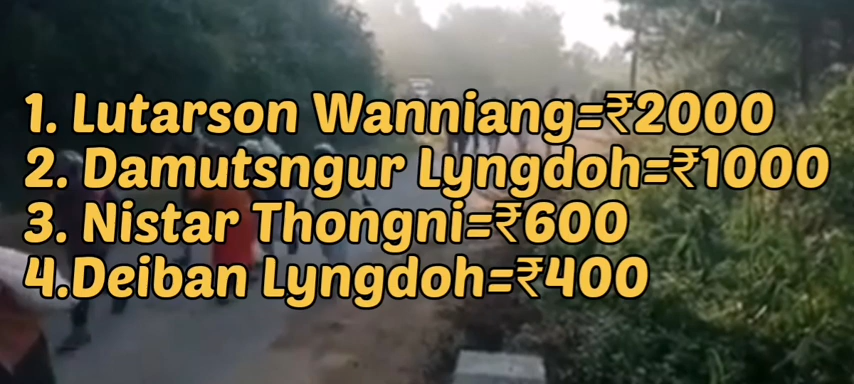 1. Lutarson Wanniang=₹2000
2. Damutsngur Lyngdoh=₹1000
3. Nistar Thongni=₹600
4.Deiban Lyngdoh=₹400